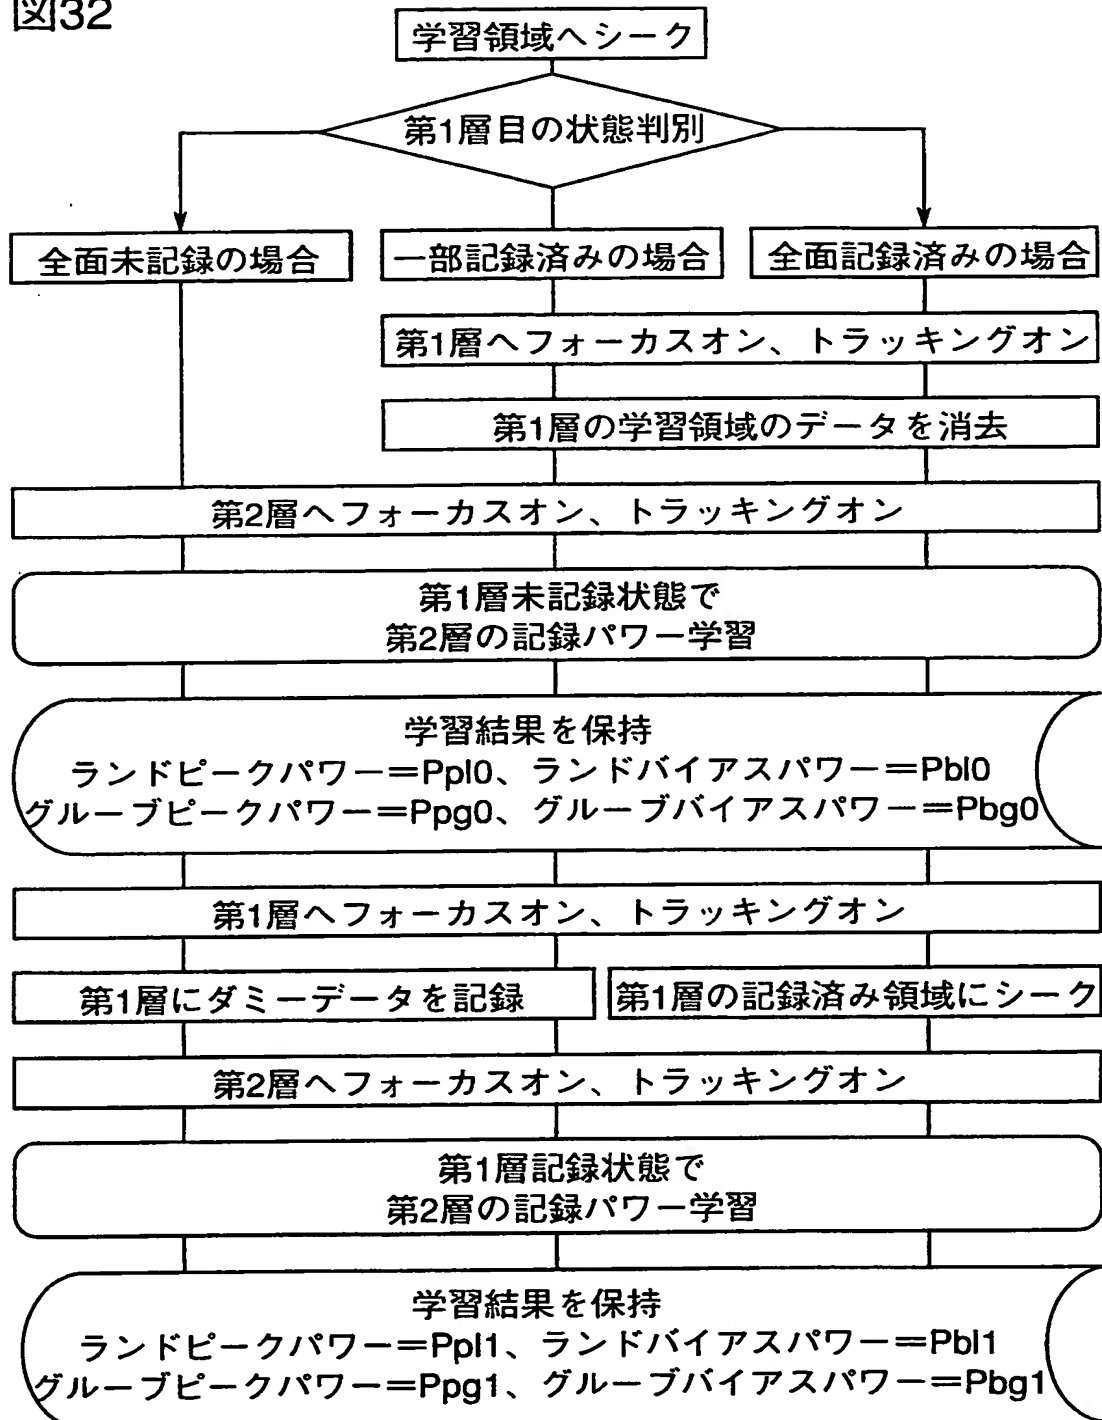 図32
学習領域へシーク
第1層目の状態判別
全面未記録の場合
一部記録済みの場合
全面記録済みの場合
第1層へフォーカスオン、トラッキングオン
第1層の学習領域のデータを消去
第2層へフォーカスオン、トラッキングオン
第1層未記録状態で
第2層の記録パワー学習
学習結果を保持
ランドピークパワー＝Ppl0、ランドバイアスパワー＝Pbl0
グルーブピークパワー＝Ppg0、グルーブバイアスパワー＝Pbg0
第1層へフォーカスオン、トラッキングオン
第1層にダミーデータを記録
第1層の記録済み領域にシーク
第2層へフォーカスオン、トラッキングオン
第1層記録状態で
第2層の記録パワー学習
学習結果を保持
ランドピークパワー＝Ppl1、ランドバイアスパワー＝Pbl1
グルーブピークパワー＝Ppg1、グルーブバイアスパワー＝Pbg1